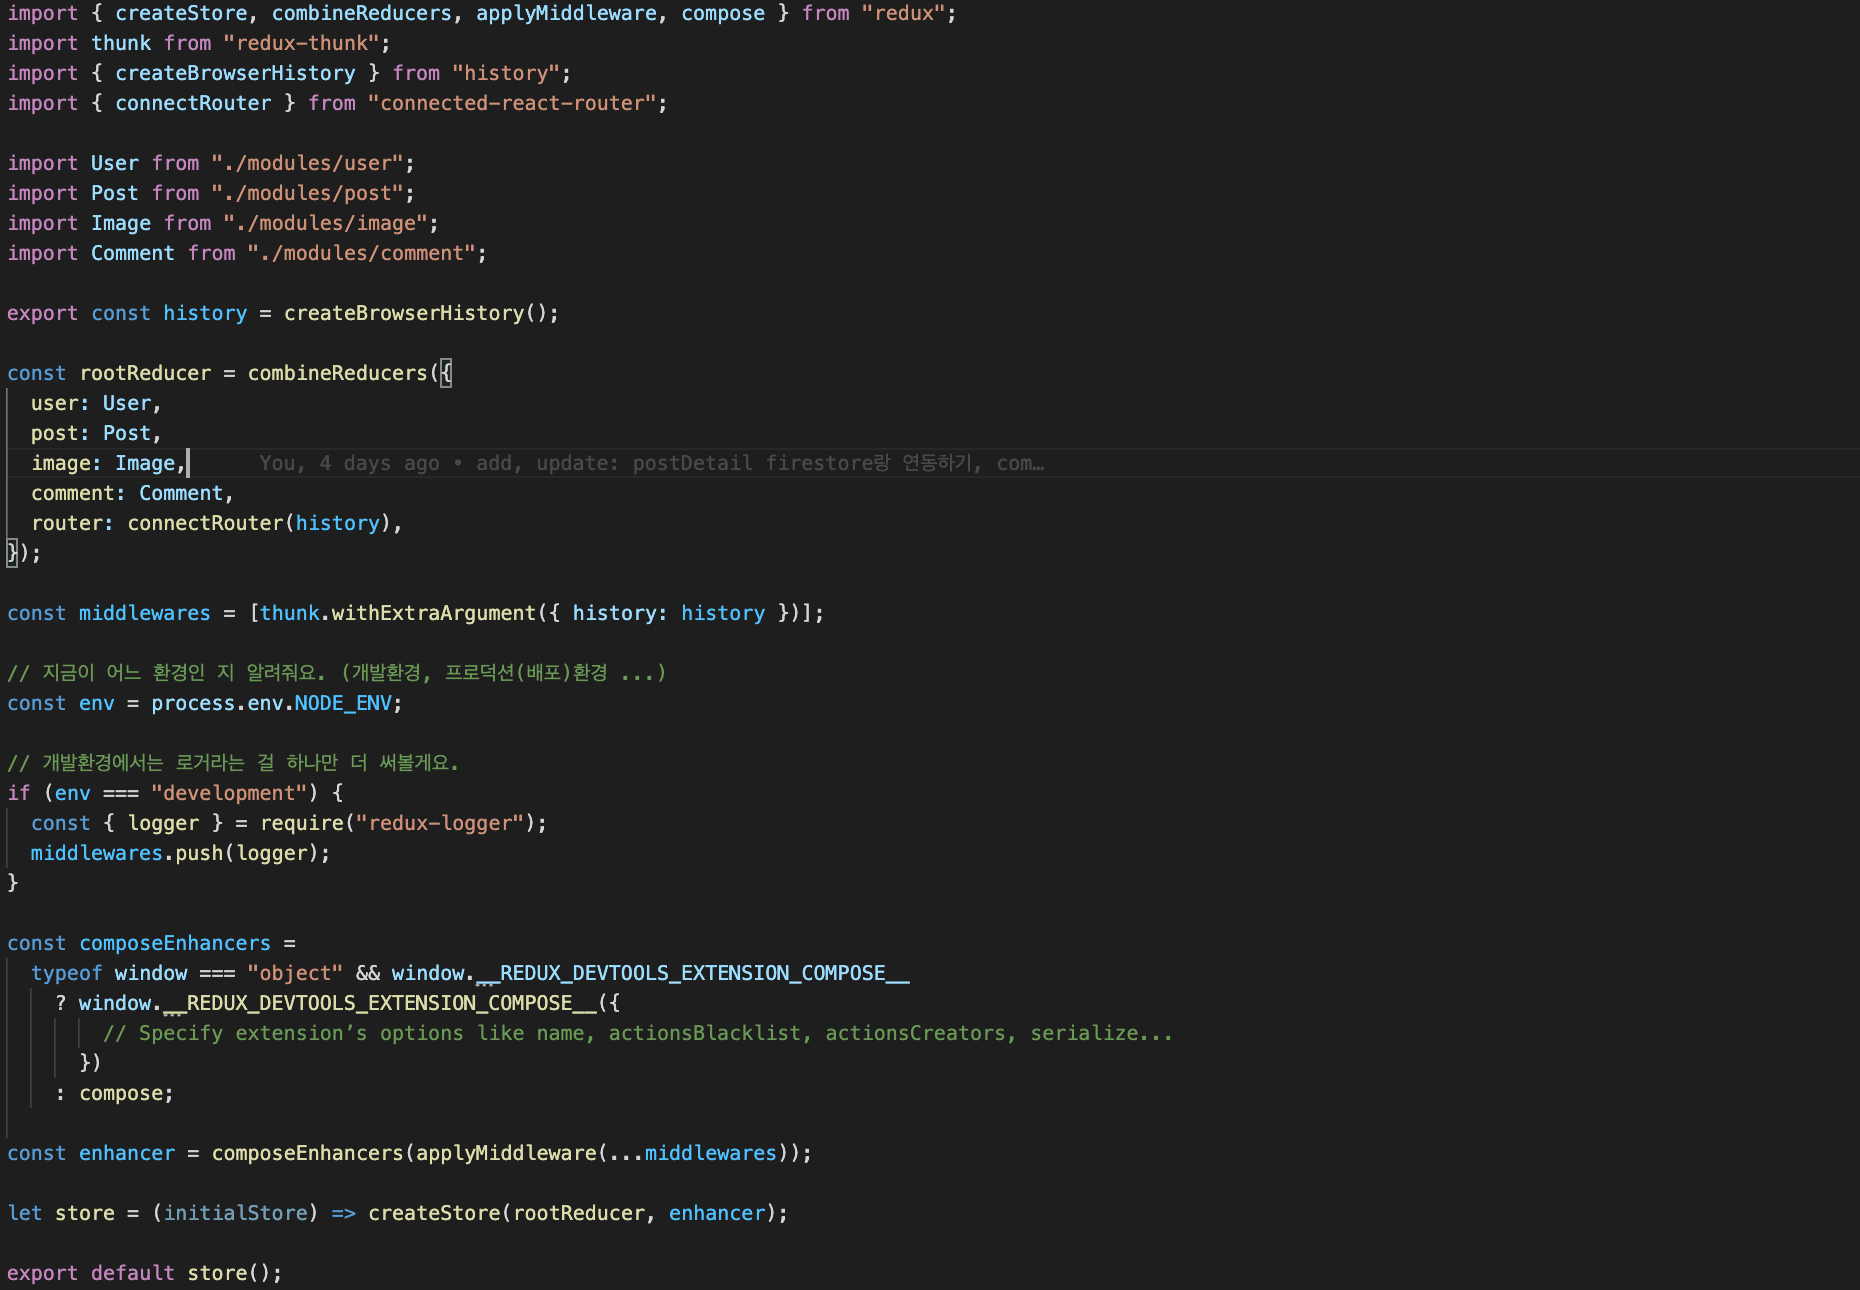 import { createStore, combineReducers, applyMiddleware, compose } from "redux";
import thunk from "redux-thunk";
import { createBrowserHistory } from "history";
import { connectRouter } from "connected-react-router";
import User from "./modules/user";
import Post from "./modules/post";
import Image from "./modules/image";
import Comment from "./modules/comment";
export const history = createBrowserHistory();
const rootReducer = combineReducers({
  user: User,
  post: Post,
  image: Image,     You, 4 days ago • add, update: postDetail firestore랑 연동하기, com…
  comment: Comment,
  router: connectRouter(history),
});
const middlewares = [thunk.withExtraArgument({ history: history })];
// 지금이 어느 환경인 지 알려줘요. (개발환경, 프로덕션(배포)환경 ...)
const env = process.env.NODE_ENV;
// 개발환경에서는 로거라는 걸 하나만 더 써볼게요.
if (env === "development") {
  const { logger } = require("redux-logger");
  middlewares.push(logger);
}
const composeEnhancers =
  typeof window === "object" && window.__REDUX_DEVTOOLS_EXTENSION_COMPOSE__
    ? window.__REDUX_DEVTOOLS_EXTENSION_COMPOSE__({
        // Specify extension’s options like name, actionsBlacklist, actionsCreators, serialize...
      })
    : compose;
const enhancer = composeEnhancers(applyMiddleware(...middlewares));
let store = (initialStore) => createStore(rootReducer, enhancer);
export default store();